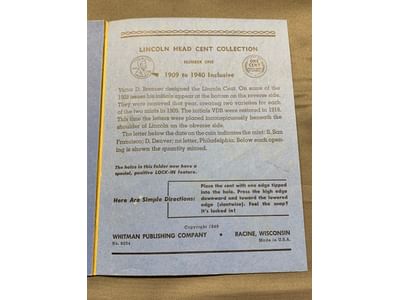 LINCOLN HEAD CENT COLLECTION
NUMBER ONE
1909 to 1940 Inclusive
ONE
CENT
Victor D. Brenner designed the Lincoln Cent. On some of the
1909 issues his initials appear at the bottom on the reverse side.
They were removed that year, creating two varieties for each
of the two mints in 1909. The initials VDB were restored in 1918.
This time the letters were placed inconspicuously beneath the
shoulder of Lincoln on the obverse side.
The letter below the date on the coin indicates the mint: S, San
Francisco; D, Denver; no letter, Philadelphia. Below each open-
ing is shown the quantity minted.
The holes in this folder now have a
special, positive LOCK-IN feature.
Here Are Simple Directions:
Place the cent with one edge tipped
into the hole. Press the high edge
downward and toward the lowered
edge (slantwise). Feel the snap?
It's locked in!
Copyright 1940
WHITMAN PUBLISHING COMPANY • RACINE, WISCONSIN
No. 9004 Made in U.S.A.